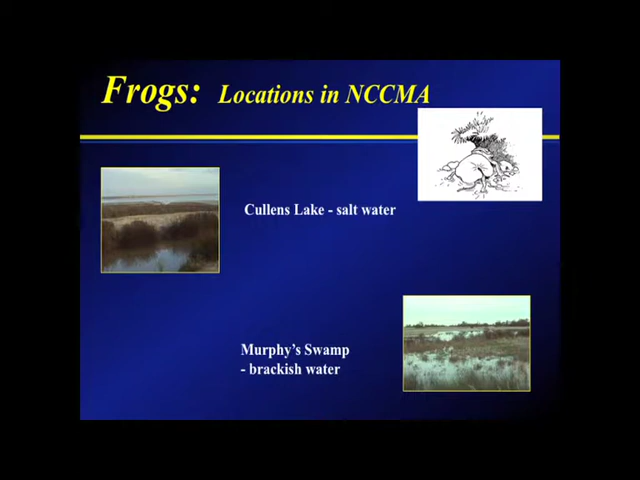 Frogs: Locations in NCCMA
Cullens Lake - salt water
Murphy's Swamp
- brackish water